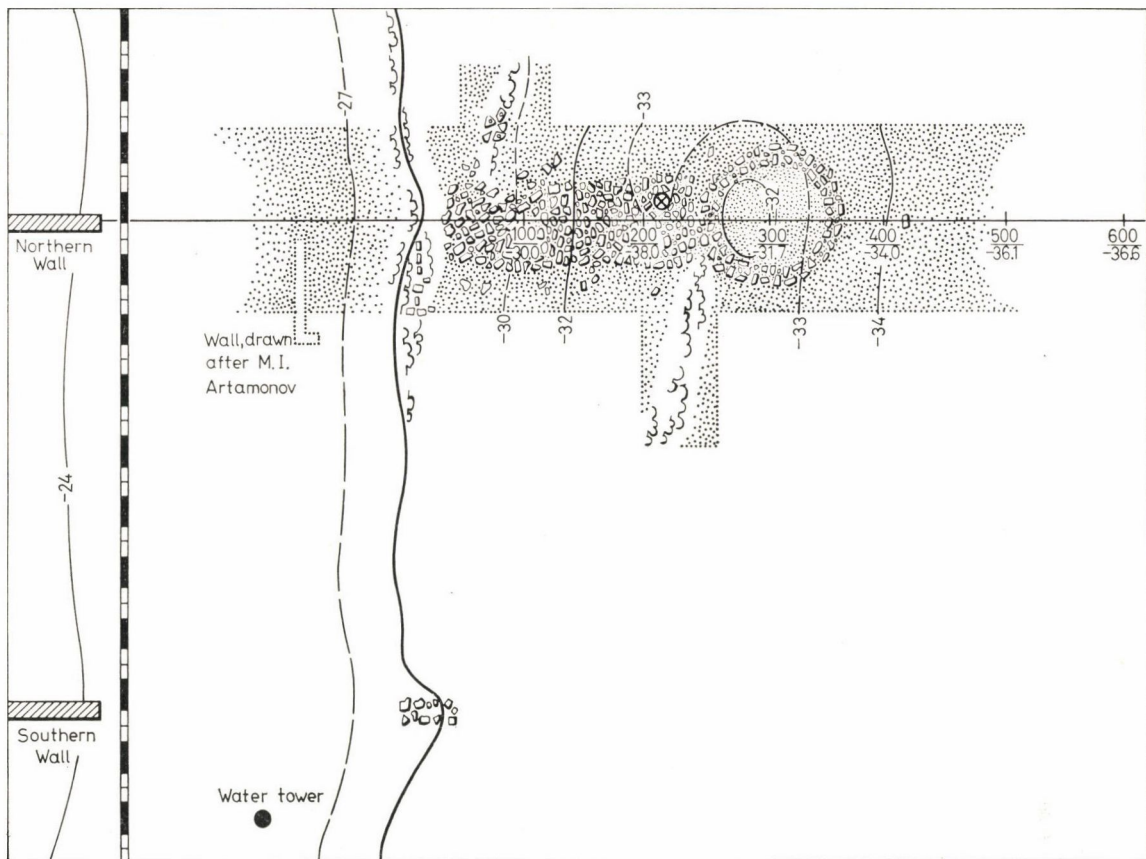 -27
-33
-32
Northern
Wall
100
-30.0
200
-38.0
300
-31.7
400
-34.0
500
-36.1
600
-36.6
-30
-32
-33
-34
Wall, drawn
after M.I.
Artamonov
-24
Southern
Wall
Water tower